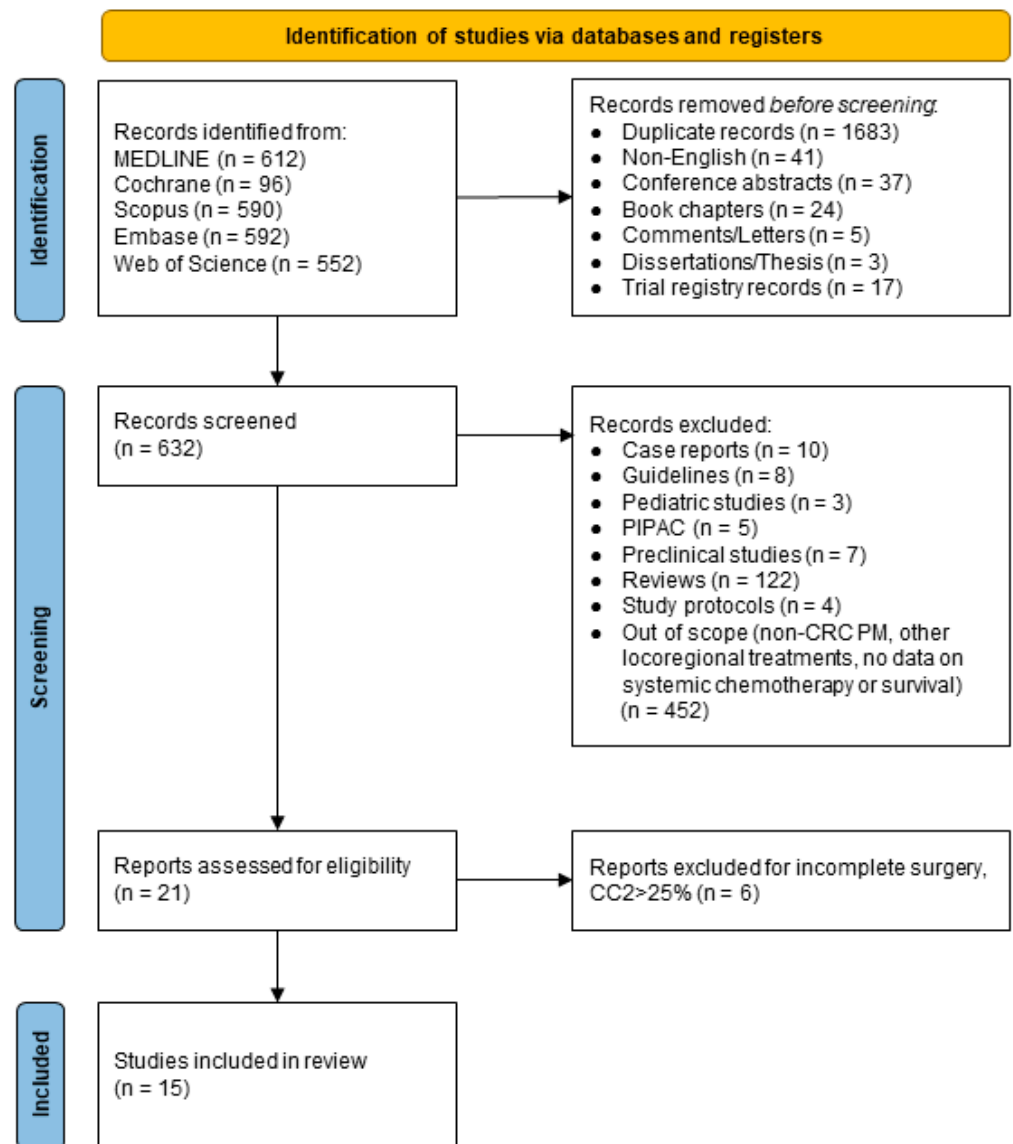 Identification of studies via databases and registers
Identification
Records identified from:
MEDLINE (n = 612)
Cochrane (n = 96)
Scopus (n = 590)
Embase (n = 592)
Web of Science (n = 552)
Records removed before screening:
● Duplicate records (n = 1683)
● Non-English (n = 41)
● Conference abstracts (n = 37)
● Book chapters (n = 24)
● Comments/Letters (n = 5)
● Dissertations/Thesis (n = 3)
● Trial registry records (n = 17)
Screening
Records screened
(n = 632)
Records excluded:
● Case reports (n = 10)
● Guidelines (n = 8)
● Pediatric studies (n = 3)
● PIPAC (n = 5)
● Preclinical studies (n = 7)
● Reviews (n = 122)
● Study protocols (n = 4)
● Out of scope (non-CRC PM, other
locoregional treatments, no data on
systemic chemotherapy or survival)
(n = 452)
Reports assessed for eligibility
(n = 21)
Reports excluded for incomplete surgery,
CC2>25% (n = 6)
Included
Studies included in review
(n = 15)